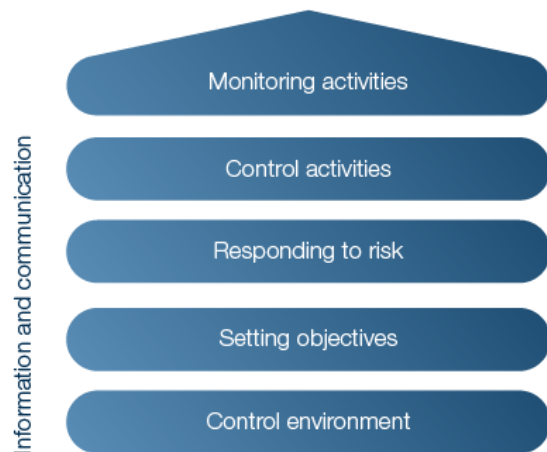 Monitoring activities
Control activities
Responding to risk
Setting objectives
Control environment
Information and communication